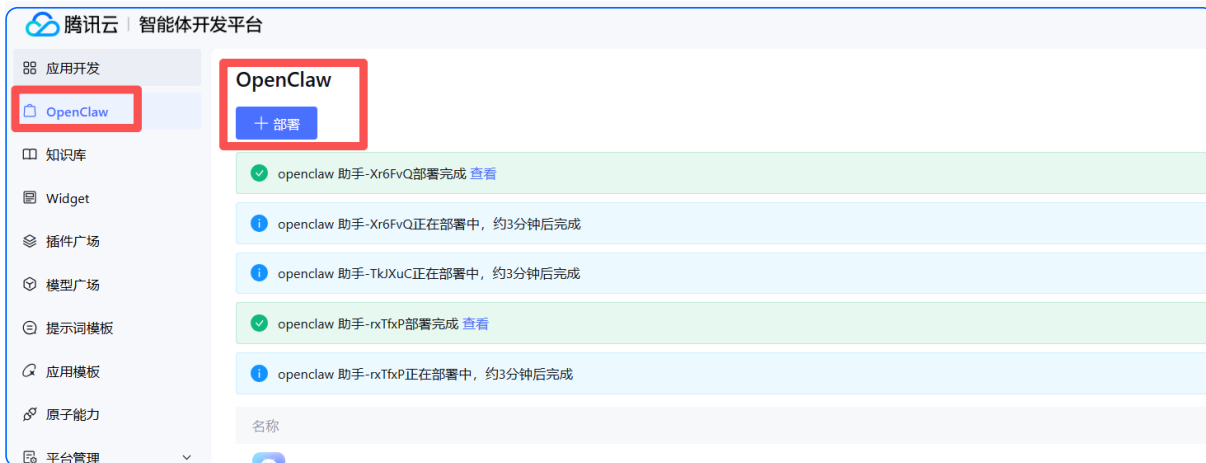 腾讯云 | 智能体开发平台
应用开发
OpenClaw
知识库
Widget
插件广场
模型广场
提示词模板
应用模板
原子能力
平台管理
OpenClaw
+ 部署
openclaw 助手-Xr6FvQ部署完成 查看
openclaw 助手-Xr6FvQ正在部署中，约3分钟后完成
openclaw 助手-TkJXuC正在部署中，约3分钟后完成
openclaw 助手-rxTfxP部署完成 查看
openclaw 助手-rxTfxP正在部署中，约3分钟后完成
名称